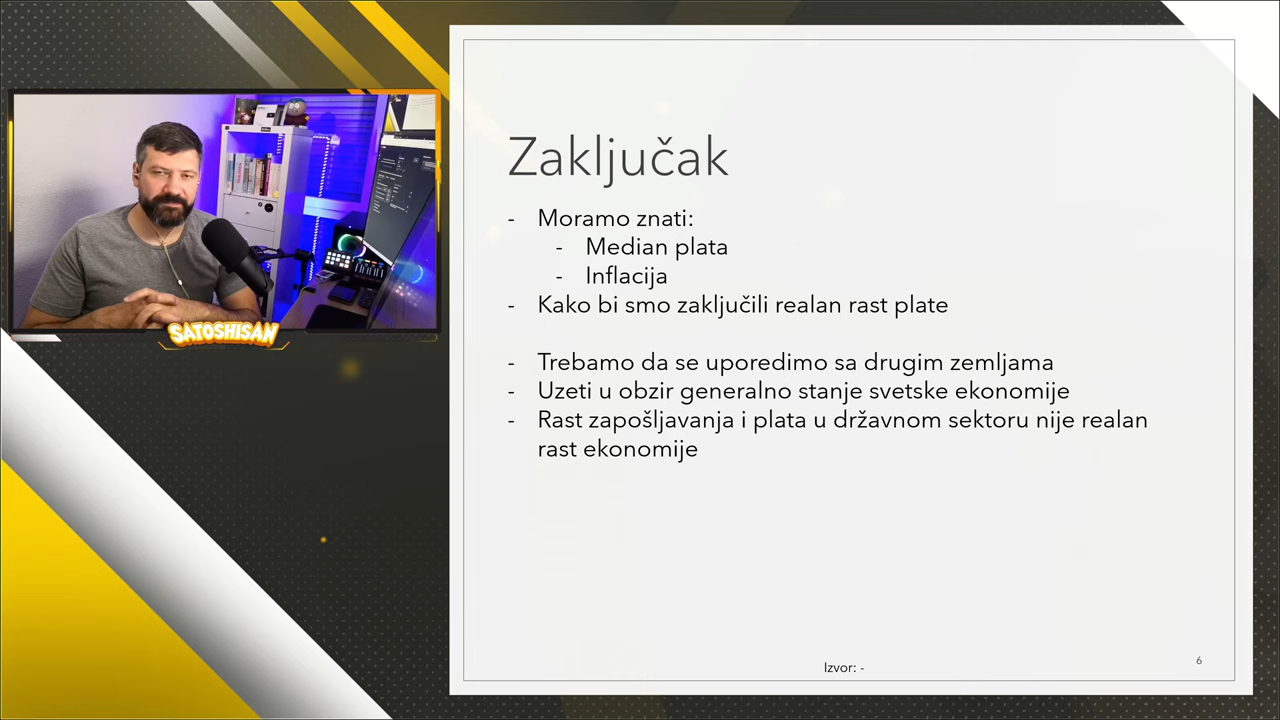 Zaključak
- Moramo znati:
- Median plata
- Inflacija
- Kako bi smo zaključili realan rast plate
- Trebamo da se uporedimo sa drugim zemljama
- Uzeti u obzir generalno stanje svetske ekonomije
- Rast zapošljavanja i plata u državnom sektoru nije realan
rast ekonomije
SATOSHISAN
Izvor: -
6